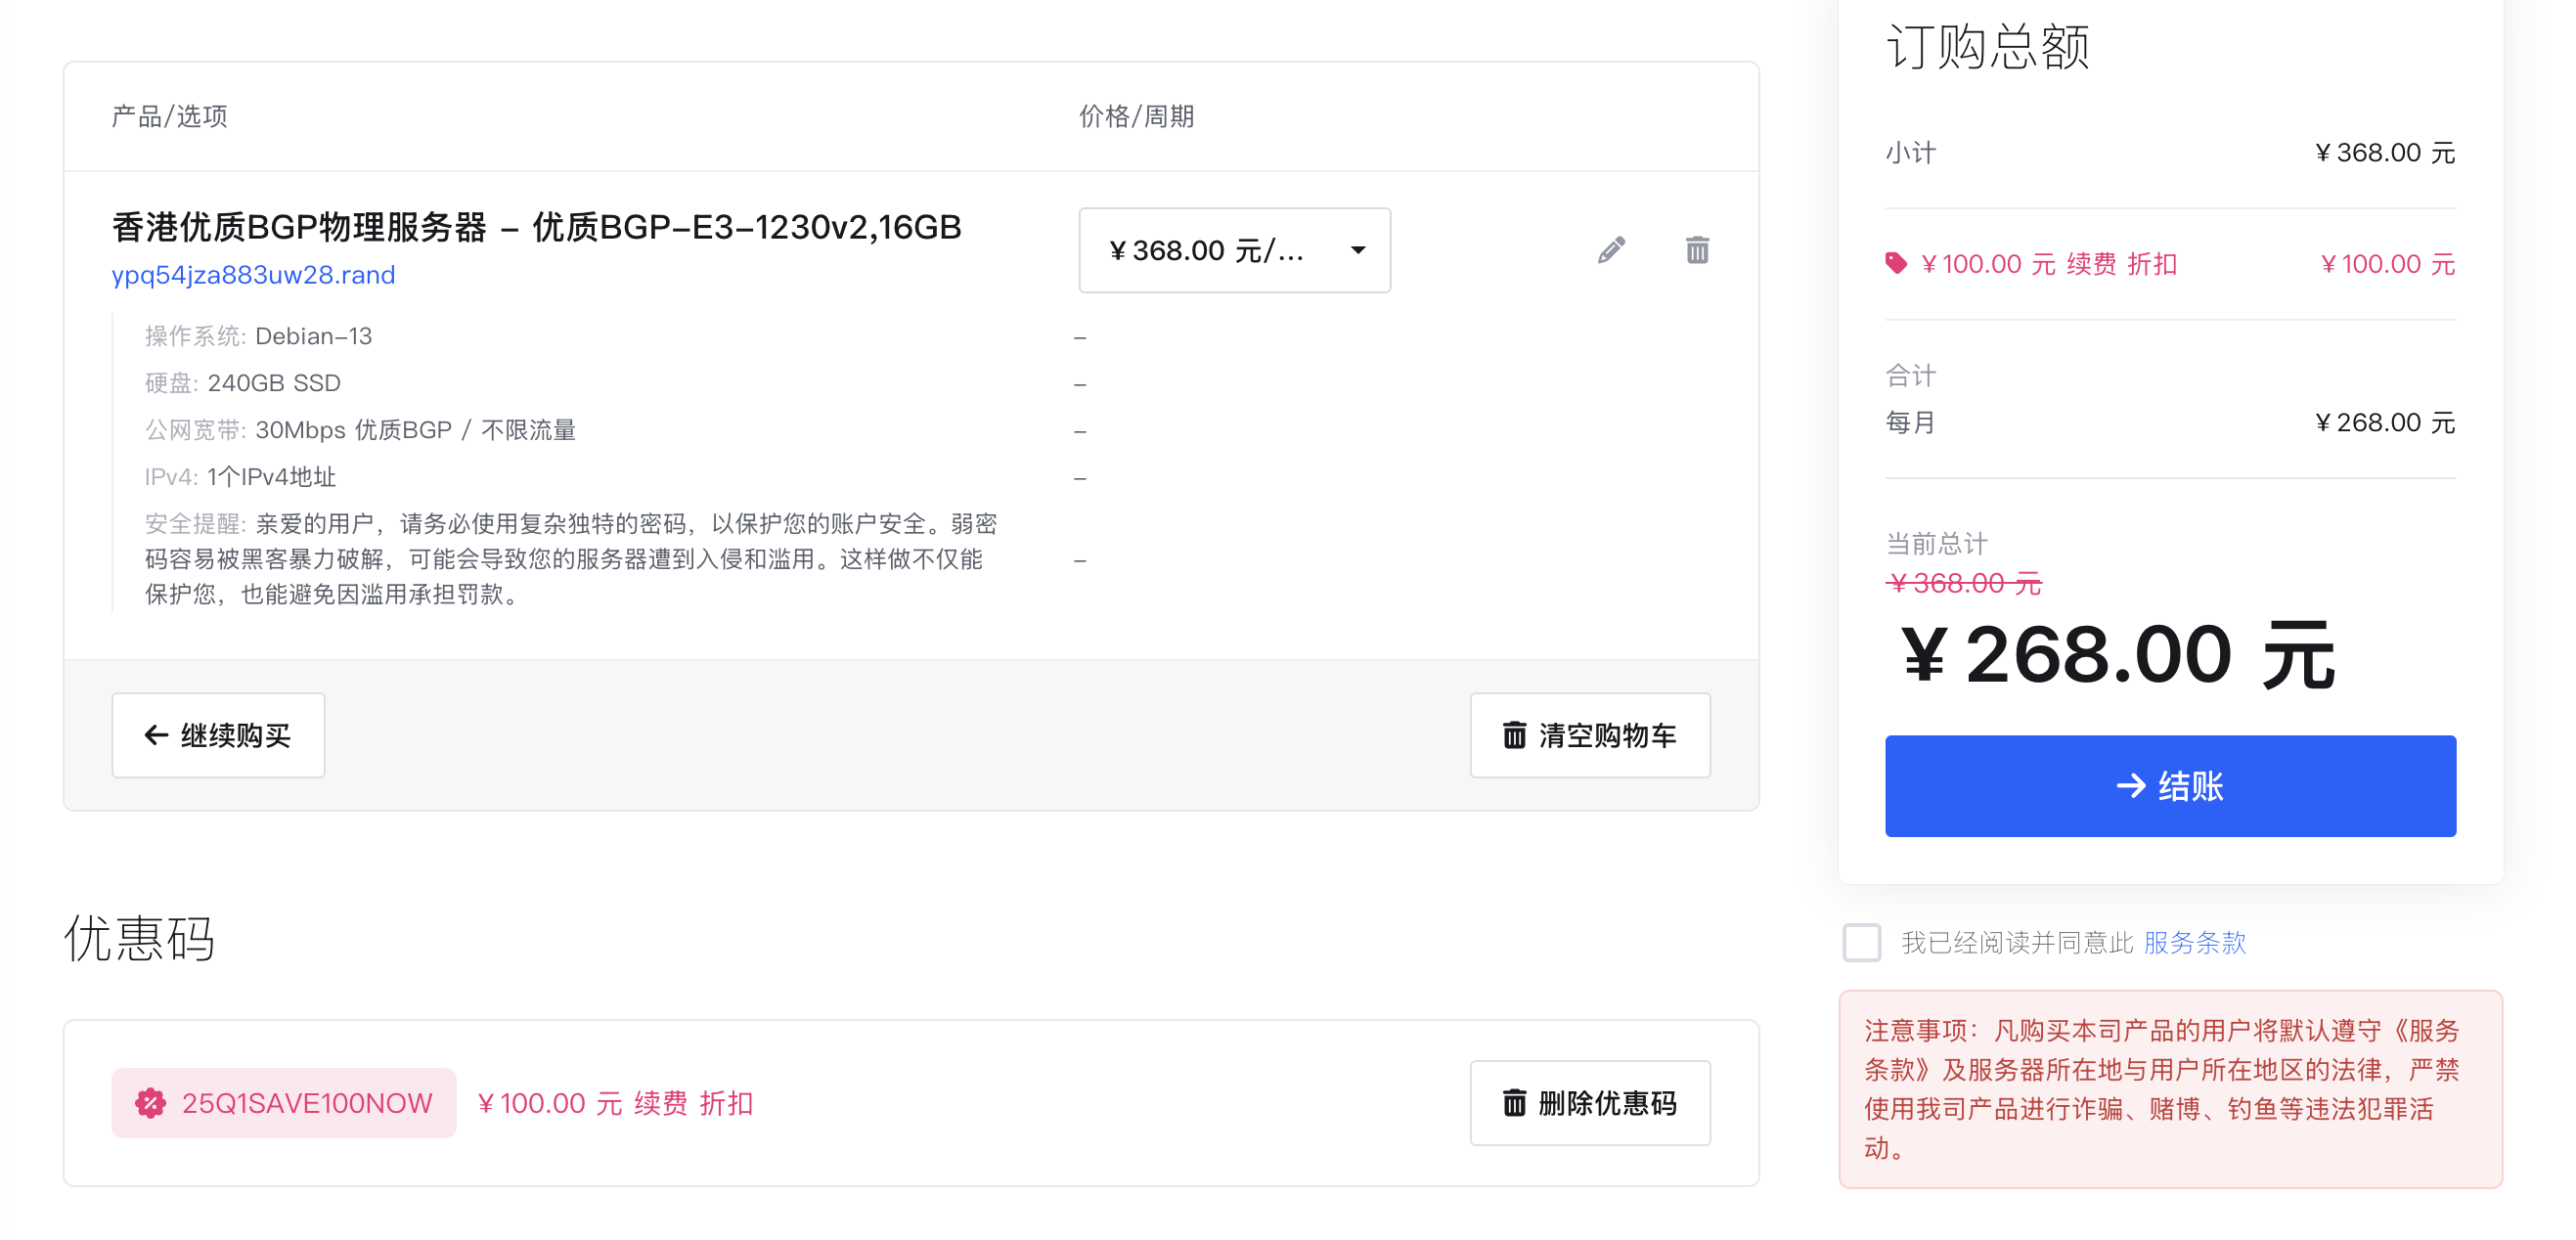 产品/选项
价格/周期
香港优质BGP物理服务器 – 优质BGP–E3–1230v2,16GB
ypq54jza883uw28.rand
¥ 368.00 元/...
操作系统: Debian–13
–
硬盘: 240GB SSD
–
公网宽带: 30Mbps 优质BGP / 不限流量
–
IPv4: 1个IPv4地址
–
安全提醒: 亲爱的用户，请务必使用复杂独特的密码，以保护您的账户安全。弱密
码容易被黑客暴力破解，可能会导致您的服务器遭到入侵和滥用。这样做不仅能
保护您，也能避免因滥用承担罚款。
–
继续购买
清空购物车
优惠码
25Q1SAVE100NOW
¥ 100.00 元 续费 折扣
删除优惠码
订购总额
小计
¥ 368.00 元
¥ 100.00 元 续费 折扣
¥ 100.00 元
合计
每月
¥ 268.00 元
当前总计
¥ 368.00 元
¥ 268.00 元
结账
我已经阅读并同意此 服务条款
注意事项：凡购买本司产品的用户将默认遵守《服务
条款》及服务器所在地与用户所在地区的法律，严禁
使用我司产品进行诈骗、赌博、钓鱼等违法犯罪活
动。